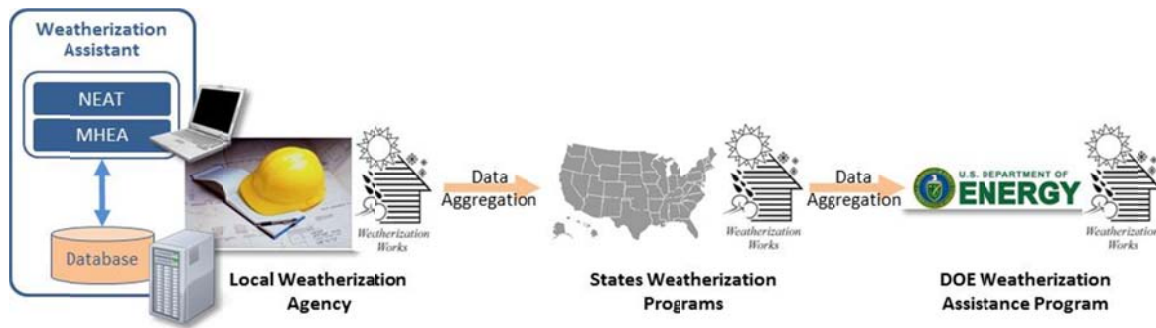 Weatherization
Assistant
NEAT
MHEA
Database
Local Weatherization
Agency
Weatherization
Works
Data
Aggregation
States Weatherization
Programs
Weatherization
Works
Data
Aggregation
U.S. DEPARTMENT OF
ENERGY
DOE Weatherization
Assistance Program
Weatherization
Works